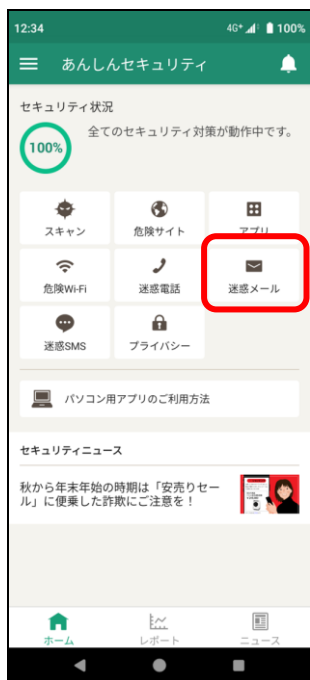 12:34 4G+ 100%
あんしんセキュリティ
セキュリティ状況
100%
全てのセキュリティ対策が動作中です。
スキャン 危険サイト アプリ
危険Wi-Fi 迷惑電話 迷惑メール
迷惑SMS プライバシー
パソコン用アプリのご利用方法
セキュリティニュース
秋から年末年始の時期は「安売りセー
ル」に便乗した詐欺にご注意を！
ホーム レポート ニュース